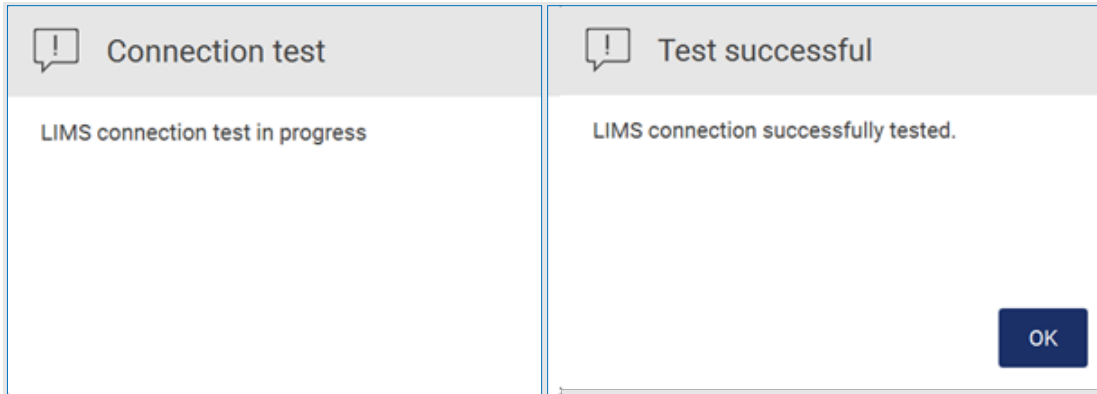 Connection test
LIMS connection test in progress
Test successful
LIMS connection successfully tested.
OK